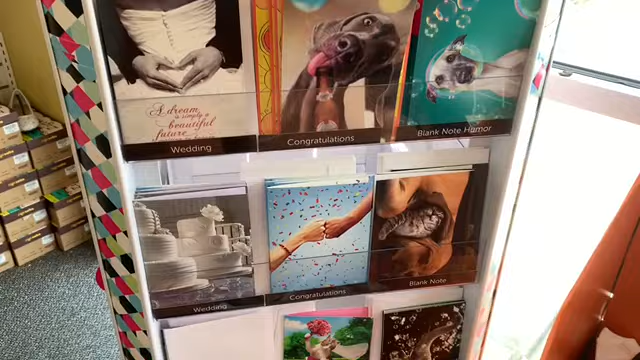 A dream
is simply a
beautiful
future
Wedding
Congratulations
Blank Note Humor
Wedding
Congratulations
Blank Note